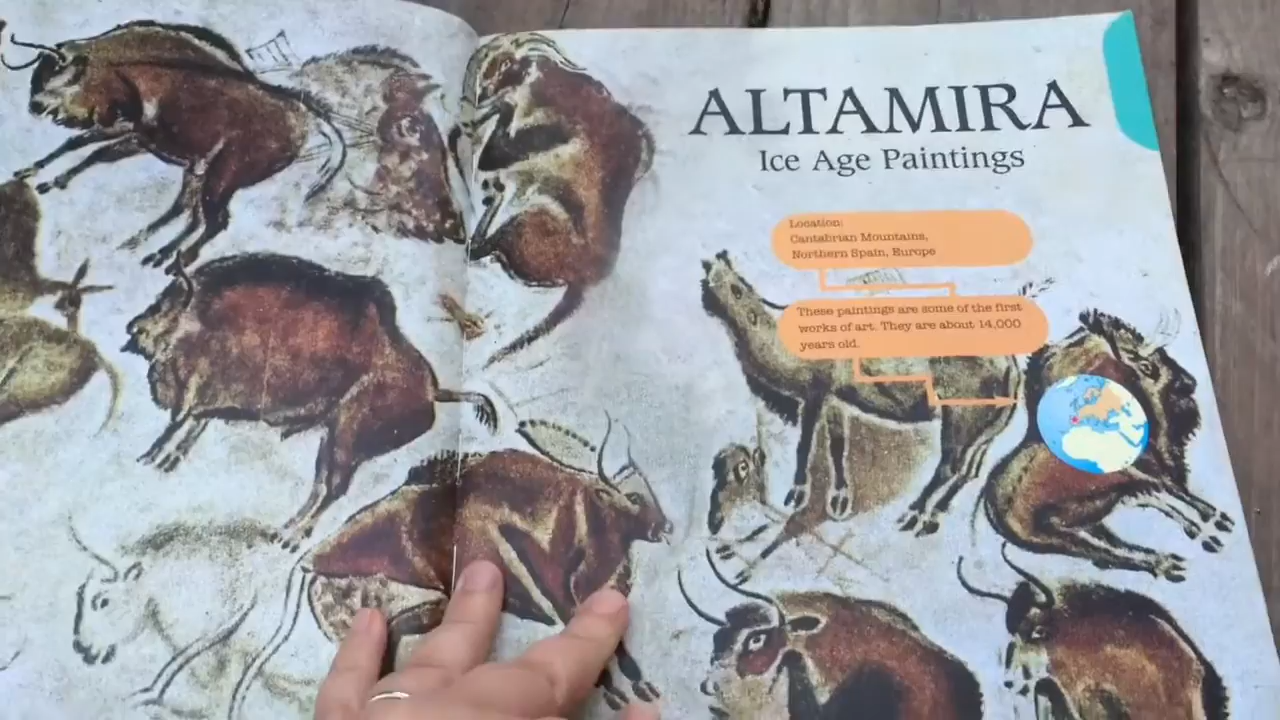 ALTAMIRA
Ice Age Paintings
Location:
Cantabrian Mountains,
Northern Spain, Europe
These paintings are some of the first
works of art. They are about 14,000
years old.